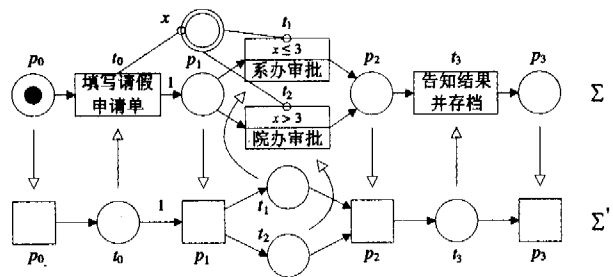 x
t₁
p₀
t₀
p₁
x ≤ 3
p₂
t₃
p₃
填写请假
申请单
1
系办审批
t₂
告知结果
并存档
Σ
x > 3
院办审批
1
t₁
Σ'
t₂
p₀
t₀
p₁
p₂
t₃
p₃